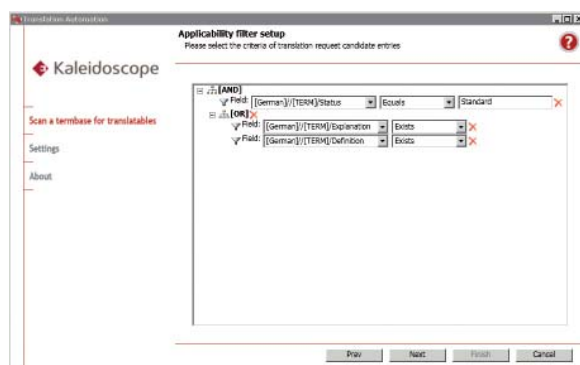 Translation Automation
Applicability filter setup
Please select the criteria of translation request candidate entries
?
Kaleidoscope
[AND]
Field: [German]//[TERM]/Status Equals Standard
[OR]
Field: [German]//[TERM]/Explanation Exists
Field: [German]//[TERM]/Definition Exists
Scan a termbase for translatables
Settings
About
Prev Next Finish Cancel